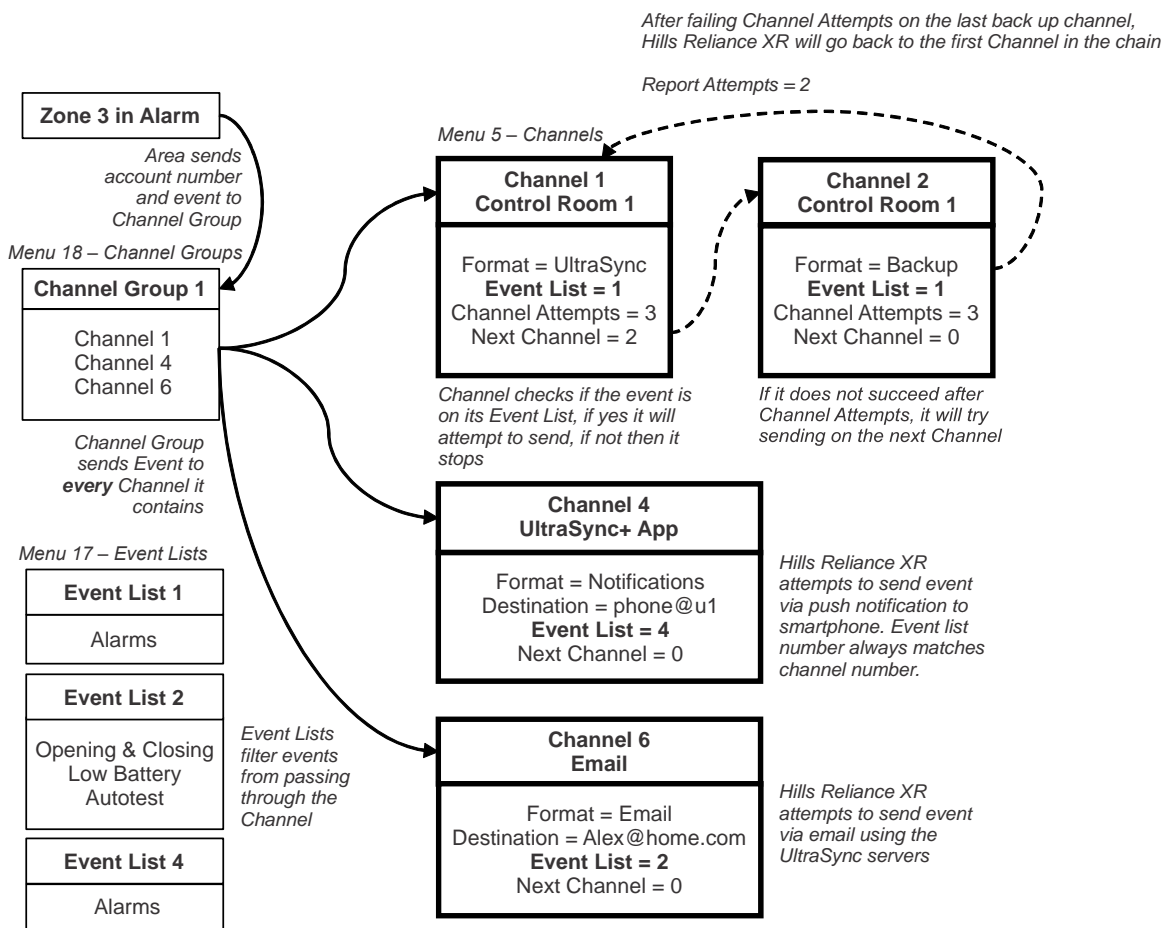 After failing Channel Attempts on the last back up channel,
Hills Reliance XR will go back to the first Channel in the chain
Report Attempts = 2
Zone 3 in Alarm
Area sends
account number
and event to
Channel Group
Menu 18 – Channel Groups
Channel Group 1
Channel 1
Channel 4
Channel 6
Channel Group
sends Event to
every Channel it
contains
Menu 5 – Channels
Channel 1
Control Room 1
Format = UltraSync
Event List = 1
Channel Attempts = 3
Next Channel = 2
Channel checks if the event is
on its Event List, if yes it will
attempt to send, if not then it
stops
Channel 2
Control Room 1
Format = Backup
Event List = 1
Channel Attempts = 3
Next Channel = 0
If it does not succeed after
Channel Attempts, it will try
sending on the next Channel
Channel 4
UltraSync+ App
Format = Notifications
Destination = phone@u1
Event List = 4
Next Channel = 0
Hills Reliance XR
attempts to send event
via push notification to
smartphone. Event list
number always matches
channel number.
Menu 17 – Event Lists
Event List 1
Alarms
Event List 2
Opening & Closing
Low Battery
Autotest
Event List 4
Alarms
Event Lists
filter events
from passing
through the
Channel
Channel 6
Email
Format = Email
Destination = Alex@home.com
Event List = 2
Next Channel = 0
Hills Reliance XR
attempts to send event
via email using the
UltraSync servers